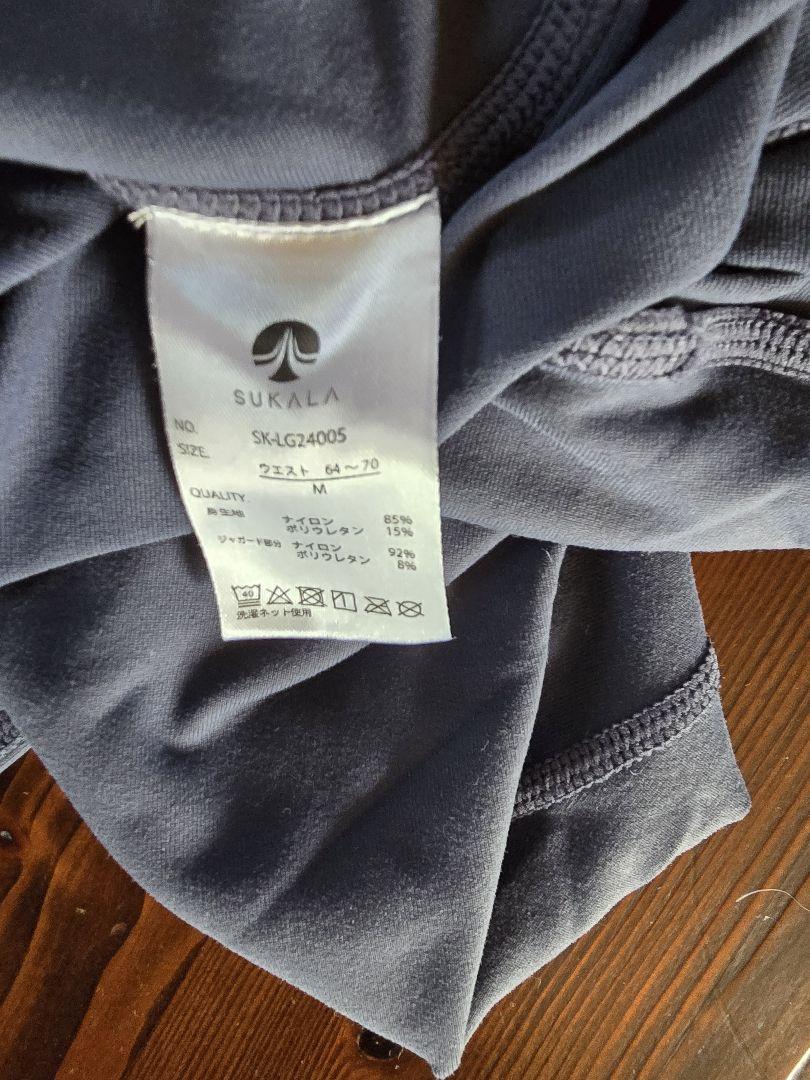 SUKALA
NO. SK-LG24005
SIZE. ウエスト 64～70
M
QUALITY
身生地 ナイロン 85%
ポリウレタン 15%
ジャガード部分 ナイロン 92%
ポリウレタン 8%
40
洗濯ネット使用